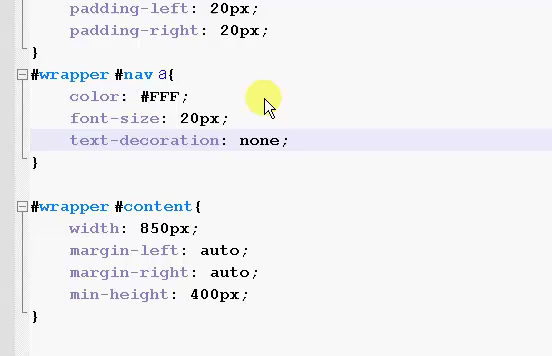 padding-left: 20px;
padding-right: 20px;
}
#wrapper #nav a{
color: #FFF;
font-size: 20px;
text-decoration: none;
}
#wrapper #content{
width: 850px;
margin-left: auto;
margin-right: auto;
min-height: 400px;
}